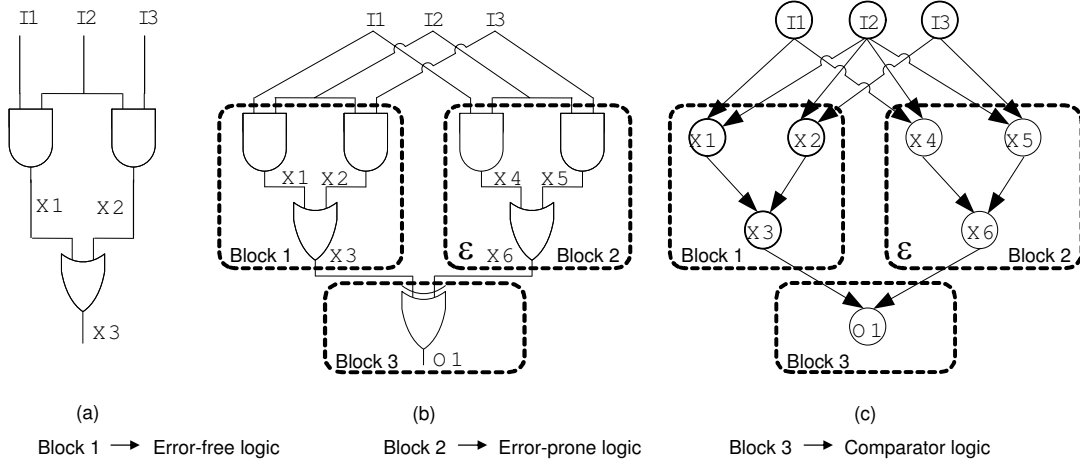 I1 I2 I3
X1 X2
X3
(a)
I1 I2 I3
X1 X2 X4 X5
Block 1 X3 ε X6 Block 2
Block 3 O1
(b)
I1 I2 I3
X1 X2 X4 X5
X3 X6
Block 1 ε Block 2
O1
Block 3
(c)
Block 1 → Error-free logic
Block 2 → Error-prone logic
Block 3 → Comparator logic